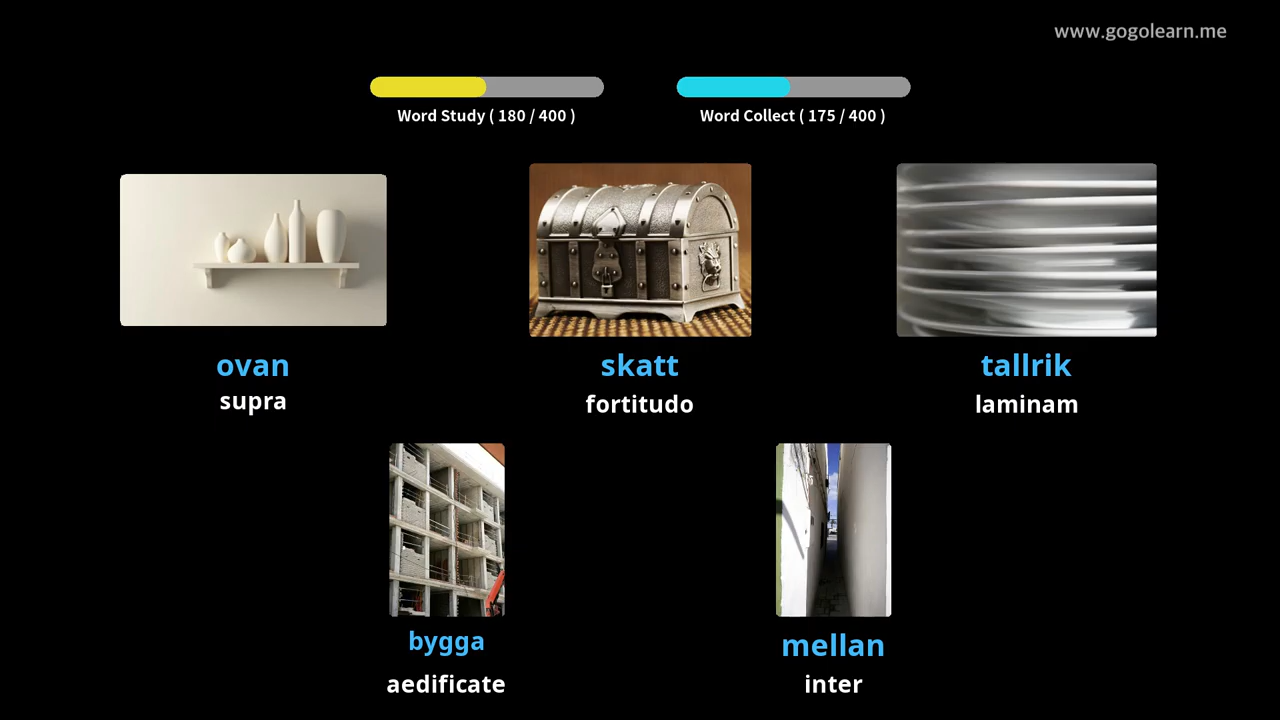 www.gogolearn.me
Word Study ( 180 / 400 )
Word Collect ( 175 / 400 )
ovan
supra
skatt
fortitudo
tallrik
laminam
bygga
aedificate
mellan
inter